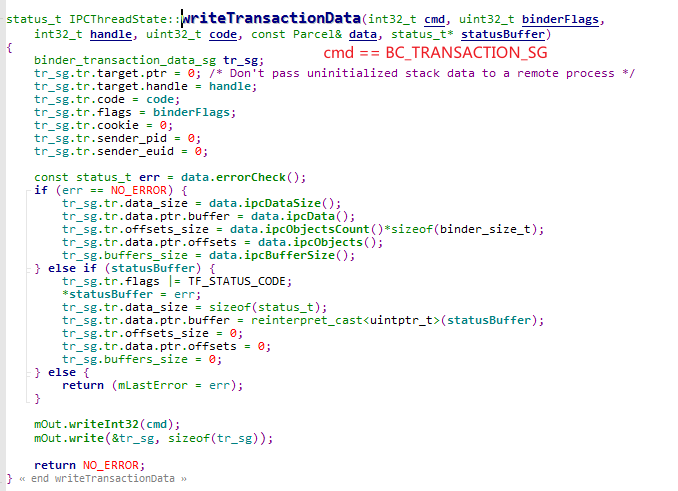 status_t IPCThreadState::writeTransactionData(int32_t cmd, uint32_t binderFlags,
    int32_t handle, uint32_t code, const Parcel& data, status_t* statusBuffer)
cmd == BC_TRANSACTION_SG
{
    binder_transaction_data_sg tr_sg;
    tr_sg.tr.target.ptr = 0; /* Don't pass uninitialized stack data to a remote process */
    tr_sg.tr.target.handle = handle;
    tr_sg.tr.code = code;
    tr_sg.tr.flags = binderFlags;
    tr_sg.tr.cookie = 0;
    tr_sg.tr.sender_pid = 0;
    tr_sg.tr.sender_euid = 0;

    const status_t err = data.errorCheck();
    if (err == NO_ERROR) {
        tr_sg.tr.data_size = data.ipcDataSize();
        tr_sg.tr.data.ptr.buffer = data.ipcData();
        tr_sg.tr.offsets_size = data.ipcObjectsCount()*sizeof(binder_size_t);
        tr_sg.tr.data.ptr.offsets = data.ipcObjects();
        tr_sg.buffers_size = data.ipcBufferSize();
    } else if (statusBuffer) {
        tr_sg.tr.flags |= TF_STATUS_CODE;
        *statusBuffer = err;
        tr_sg.tr.data_size = sizeof(status_t);
        tr_sg.tr.data.ptr.buffer = reinterpret_cast<uintptr_t>(statusBuffer);
        tr_sg.tr.offsets_size = 0;
        tr_sg.tr.data.ptr.offsets = 0;
        tr_sg.buffers_size = 0;
    } else {
        return (mLastError = err);
    }

    mOut.writeInt32(cmd);
    mOut.write(&tr_sg, sizeof(tr_sg));

    return NO_ERROR;
} « end writeTransactionData »